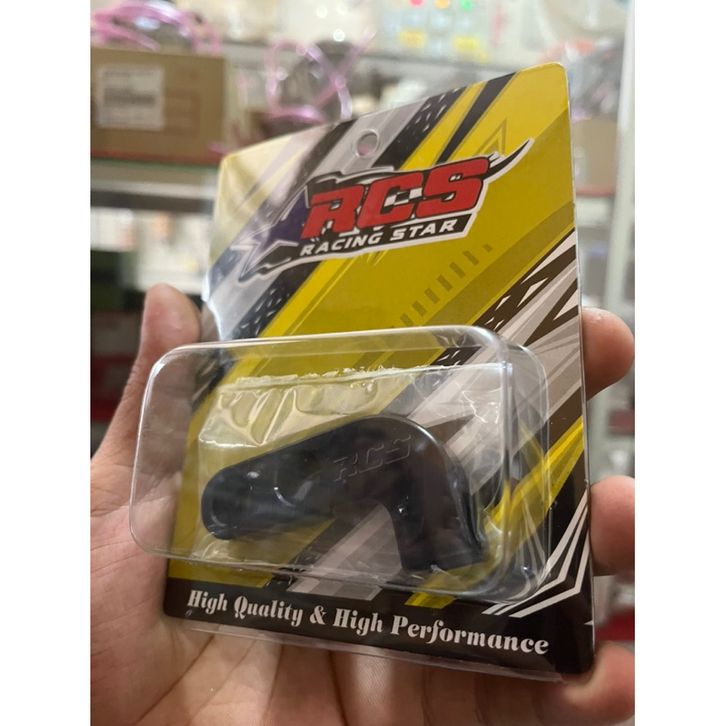 RCS
RACING STAR
RCS
High Quality & High Performance